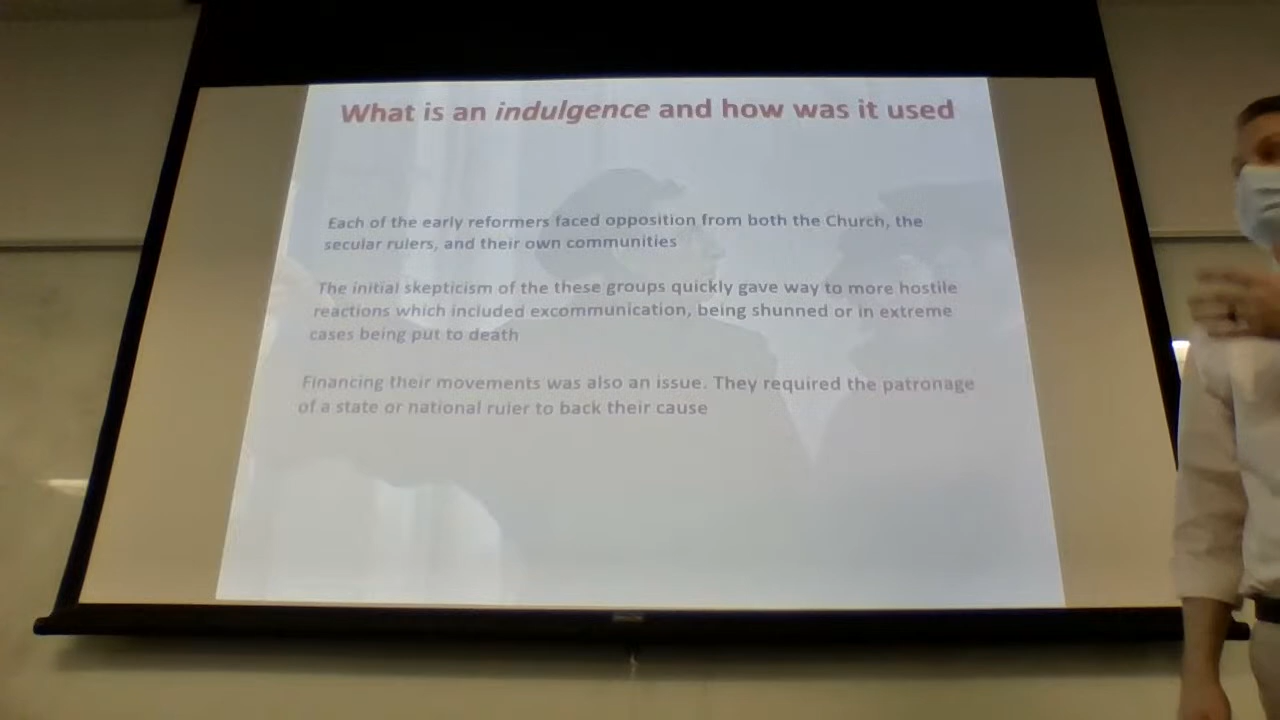 What is an indulgence and how was it used
Each of the early reformers faced opposition from both the Church, the
secular rulers, and their own communities
The initial skepticism of the these groups quickly gave way to more hostile
reactions which included excommunication, being shunned or in extreme
cases being put to death
Financing their movements was also an issue. They required the patronage
of a state or national ruler to back their cause